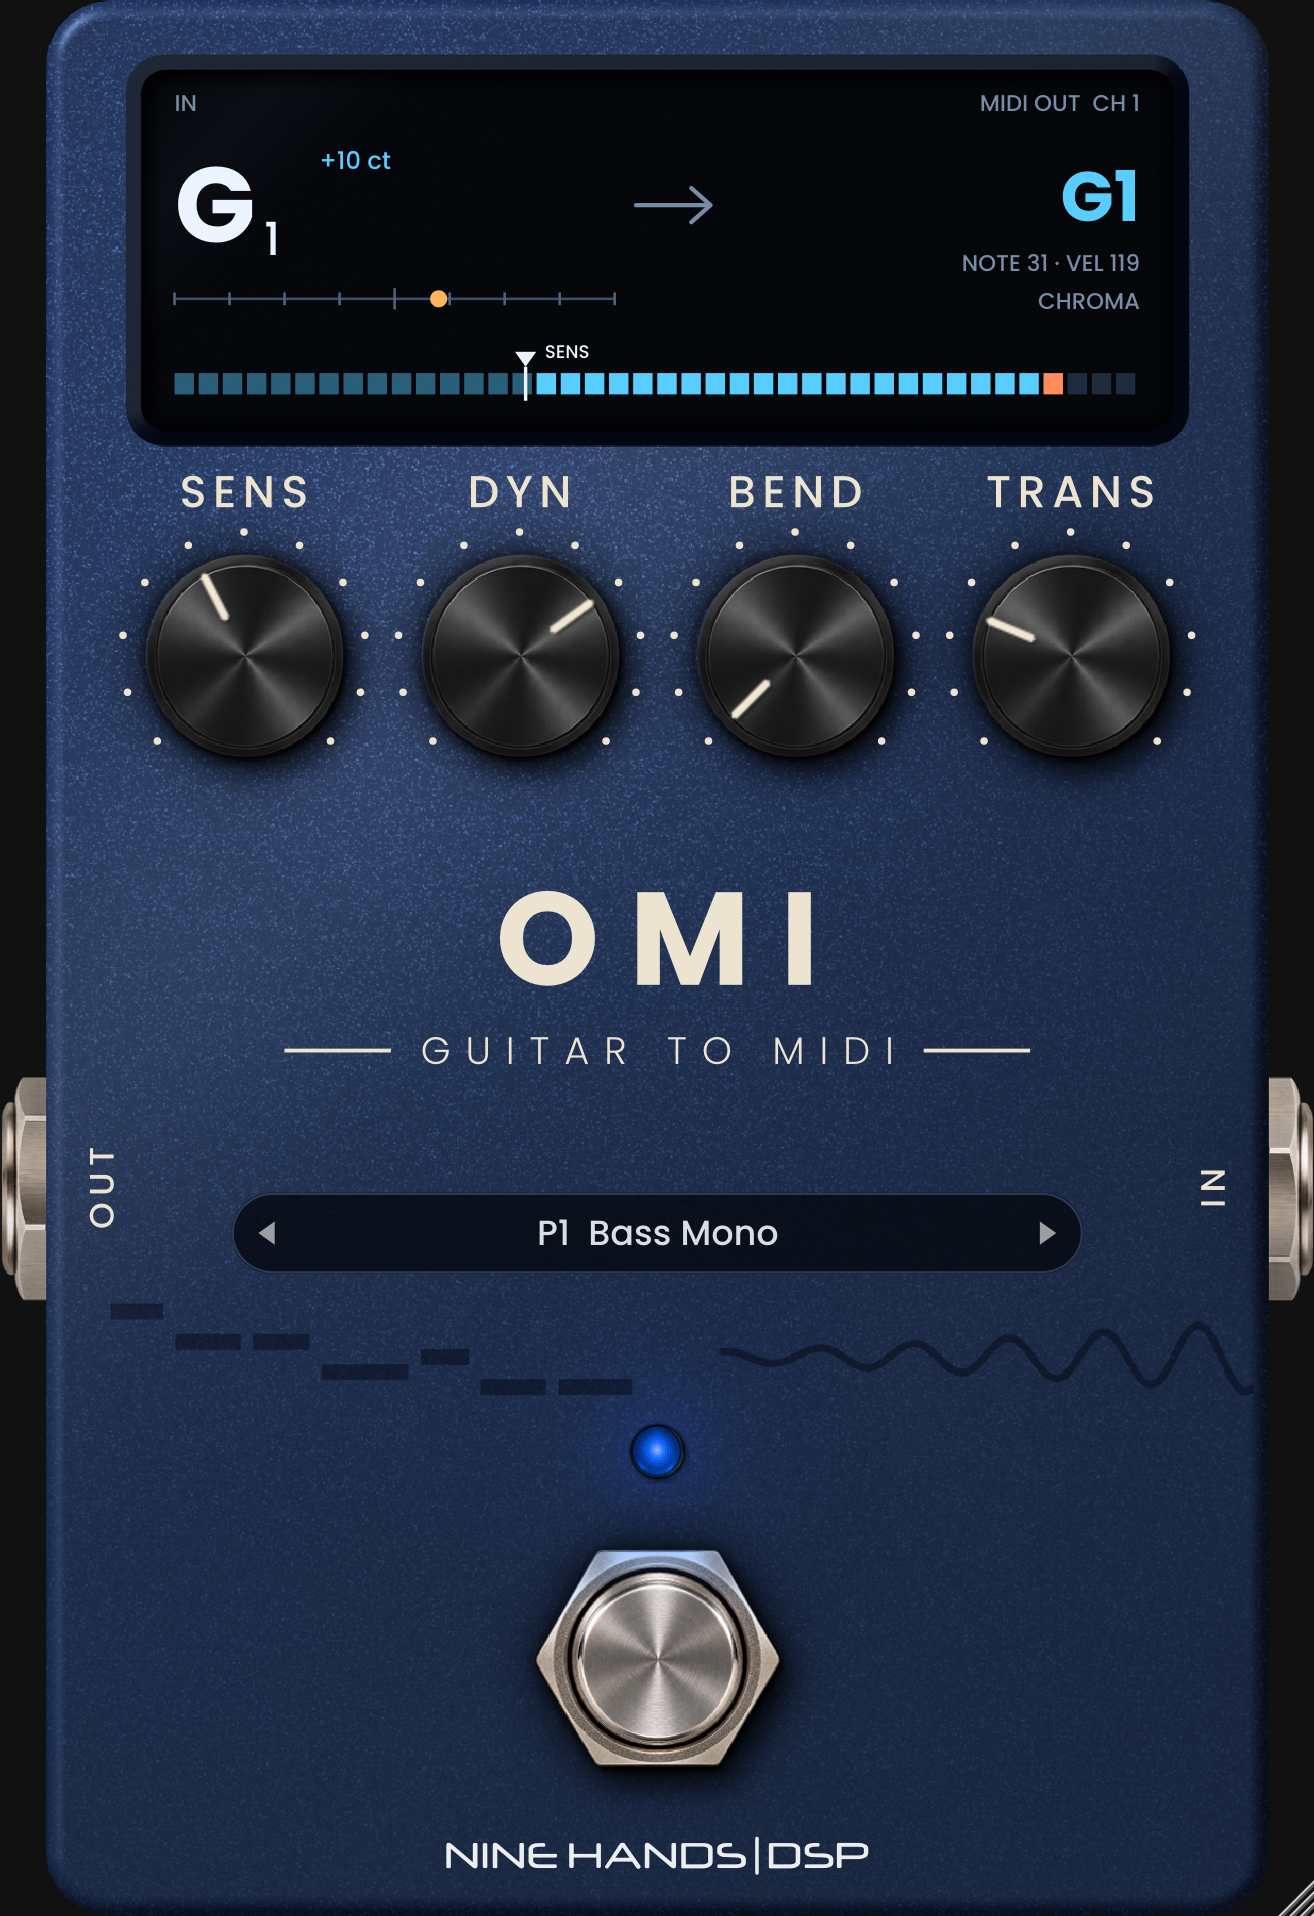 IN
MIDI OUT CH 1
+10 ct
G1
G1
NOTE 31 · VEL 119
CHROMA
SENS
SENS DYN BEND TRANS
OMI
GUITAR TO MIDI
OUT
IN
P1 Bass Mono
NINE HANDS|DSP